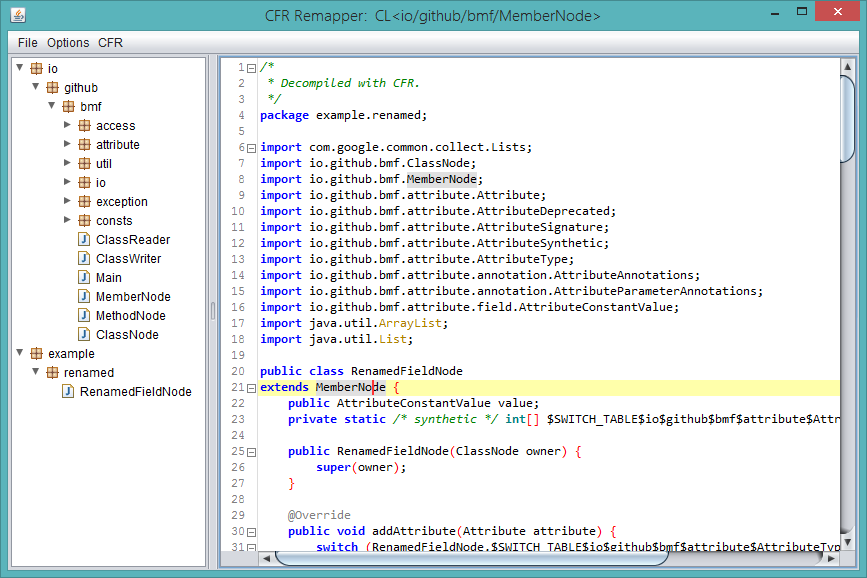 CFR Remapper: CL<io/github/bmf/MemberNode>
File Options CFR
io
github
bmf
access
attribute
util
io
exception
consts
ClassReader
ClassWriter
Main
MemberNode
MethodNode
ClassNode
example
renamed
RenamedFieldNode
1 /*
2  * Decompiled with CFR.
3  */
4 package example.renamed;
5
6 import com.google.common.collect.Lists;
7 import io.github.bmf.ClassNode;
8 import io.github.bmf.MemberNode;
9 import io.github.bmf.attribute.Attribute;
10 import io.github.bmf.attribute.AttributeDeprecated;
11 import io.github.bmf.attribute.AttributeSignature;
12 import io.github.bmf.attribute.AttributeSynthetic;
13 import io.github.bmf.attribute.AttributeType;
14 import io.github.bmf.attribute.annotation.AttributeAnnotations;
15 import io.github.bmf.attribute.annotation.AttributeParameterAnnotations;
16 import io.github.bmf.attribute.field.AttributeConstantValue;
17 import java.util.ArrayList;
18 import java.util.List;
19
20 public class RenamedFieldNode
21 extends MemberNode {
22     public AttributeConstantValue value;
23     private static /* synthetic */ int[] $SWITCH_TABLE$io$github$bmf$attribute$Attr
24
25     public RenamedFieldNode(ClassNode owner) {
26         super(owner);
27     }
28
29     @Override
30     public void addAttribute(Attribute attribute) {
31         switch (RenamedFieldNode.$SWITCH_TABLE$io$github$bmf$attribute$AttributeTyp